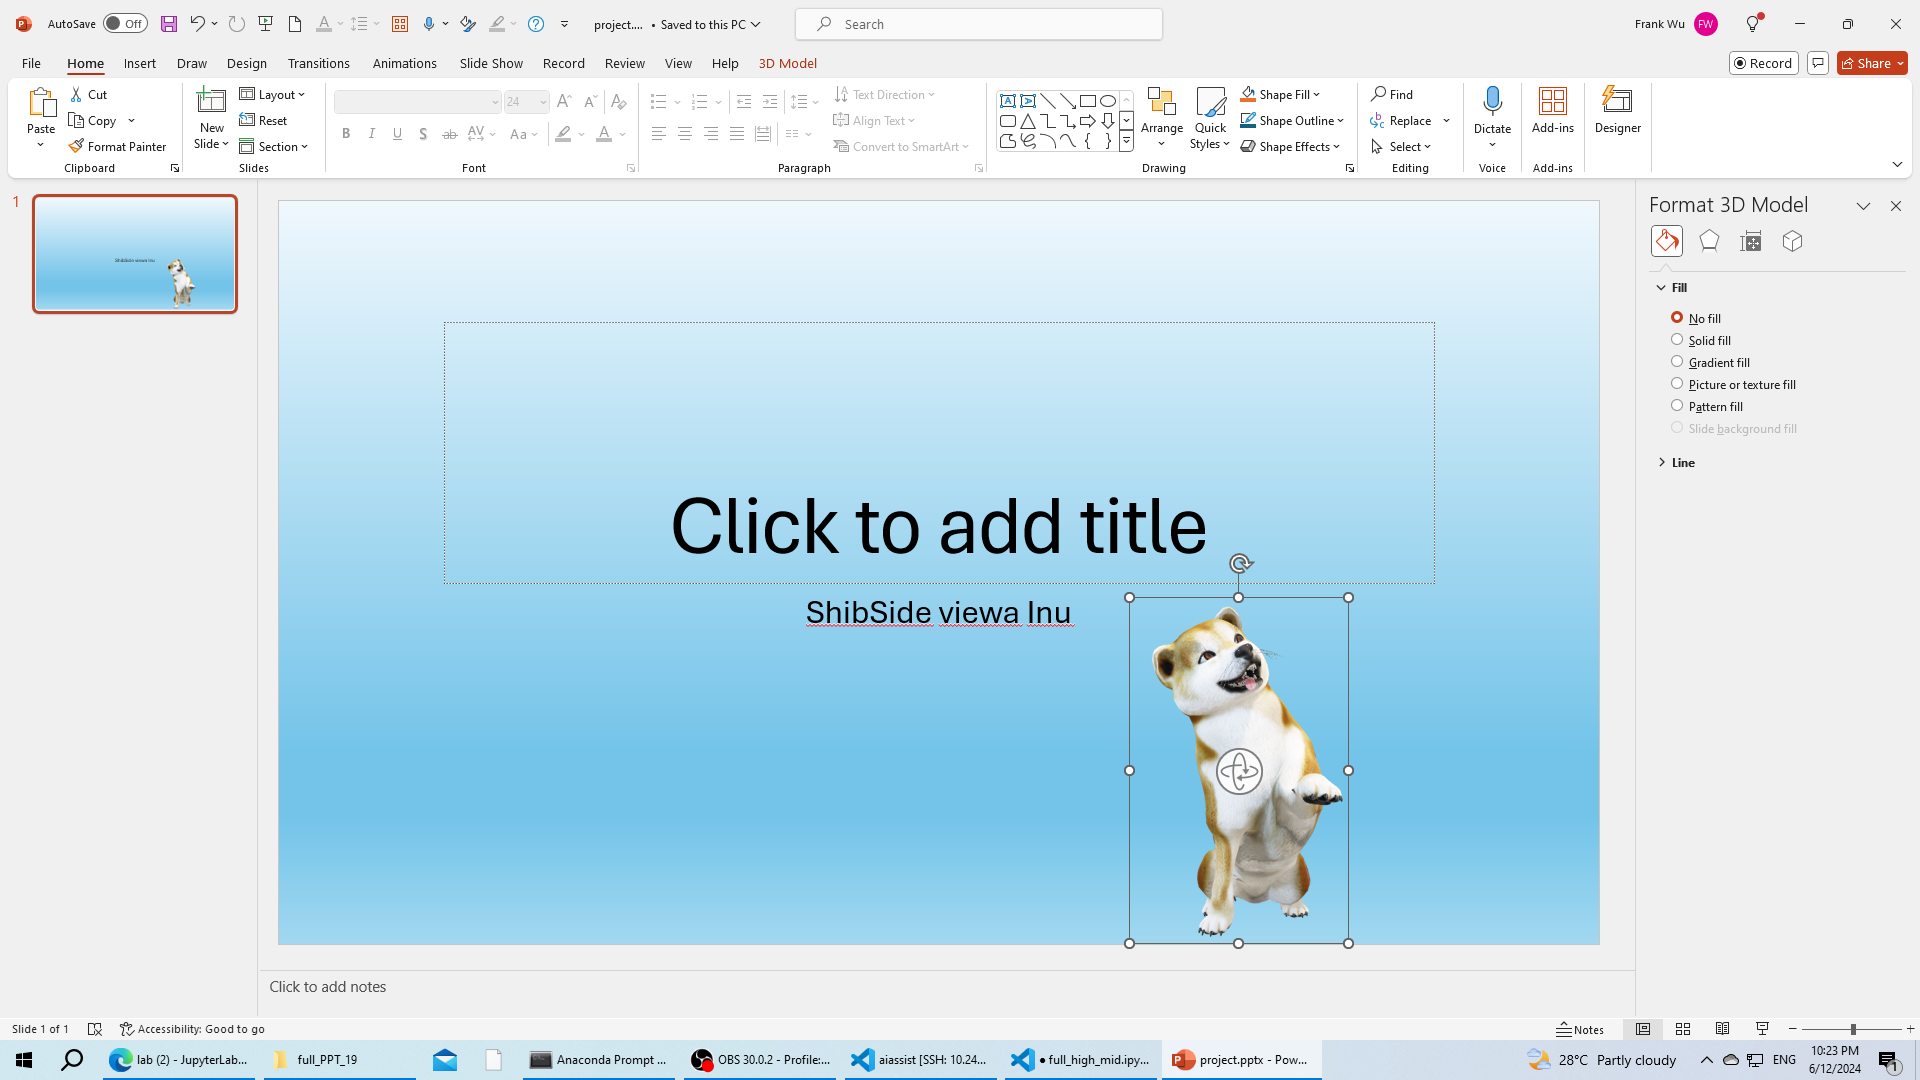 AutoSave Off project.... • Saved to this PC Search Frank Wu FW
File Home Insert Draw Design Transitions Animations Slide Show Record Review View Help 3D Model Record Share
Paste
Cut
Copy
Format Painter
Clipboard
New
Slide
Layout
Reset
Section
Slides
24
B I U S ab AV Aa A
Font
Text Direction
Align Text
Convert to SmartArt
Paragraph
Arrange
Quick
Styles
Shape Fill
Shape Outline
Shape Effects
Drawing
Find
Replace
Select
Editing
Dictate
Voice
Add-ins
Add-ins
Designer
1
ShibSide viewa Inu
Click to add title
ShibSide viewa Inu
Format 3D Model
Fill
No fill
Solid fill
Gradient fill
Picture or texture fill
Pattern fill
Slide background fill
Line
Click to add notes
Slide 1 of 1 Accessibility: Good to go Notes
lab (2) - JupyterLab... full_PPT_19 Anaconda Prompt ... OBS 30.0.2 - Profile:... aiassist [SSH: 10.24... • full_high_mid.ipy... project.pptx - Pow... 28°C Partly cloudy ENG
10:23 PM
6/12/2024
1